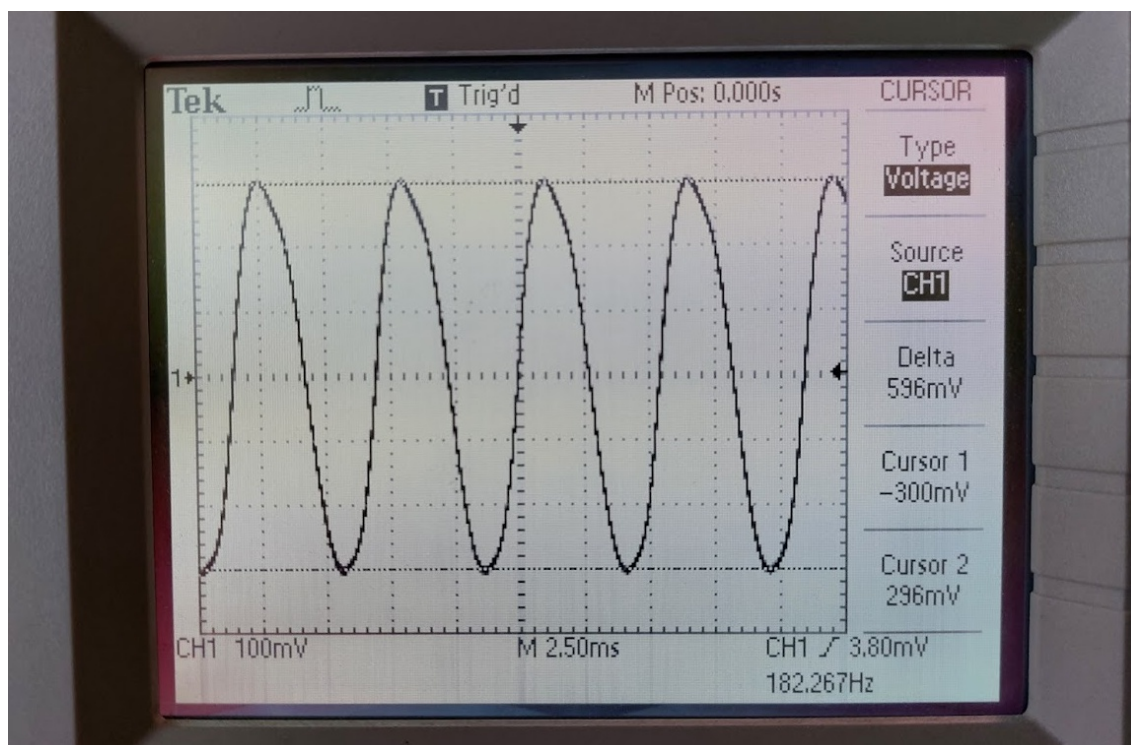 Tek T Trig'd M Pos: 0.000s CURSOR
Type
Voltage
Source
CH1
Delta
596mV
Cursor 1
-300mV
Cursor 2
296mV
1
CH1 100mV M 2.50ms CH1 3.80mV
182.267Hz